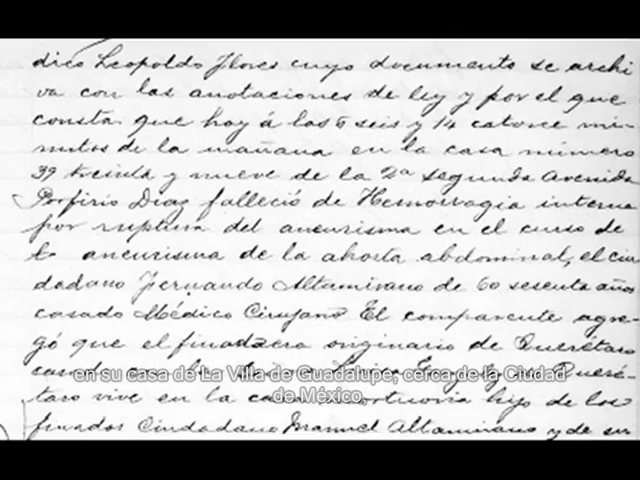 dico Leopoldo Flores cuyo documento se archi
va con las anotaciones de ley y por el que
consta que hoy á las 6 seis y 14 catorce mi-
nutos de la mañana en la casa número
39 treinta y nueve de la 2ª segunda Avenida
Porfirio Diaz falleció de Hemorragia interna
por ruptura del aneurisma en el curso de
aneurisma de la ahorta abdominal, el ciu
dadano Fernando Altamirano de 60 sesenta años
casado Médico Cirujano El compareciente agre-
gó que el finado era originario de Querétaro
en su casa de La Villa de Guadalupe, cerca de la Ciudad
de México.
taro vive en la casa mortuoria hijo de los
finados Ciudadano Manuel Altamirano y de su